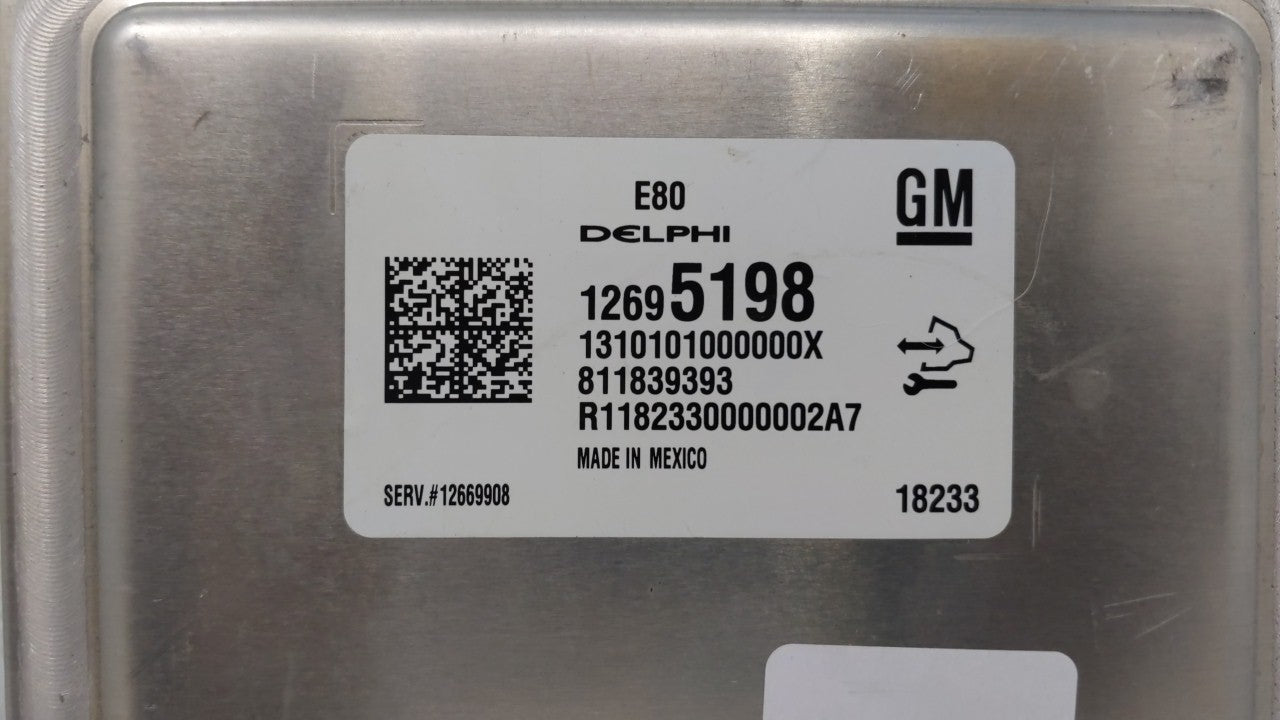 E80
GM
DELPHI
12695198
1310101000000X
811839393
R1182330000002A7
MADE IN MEXICO
SERV.#12669908
18233